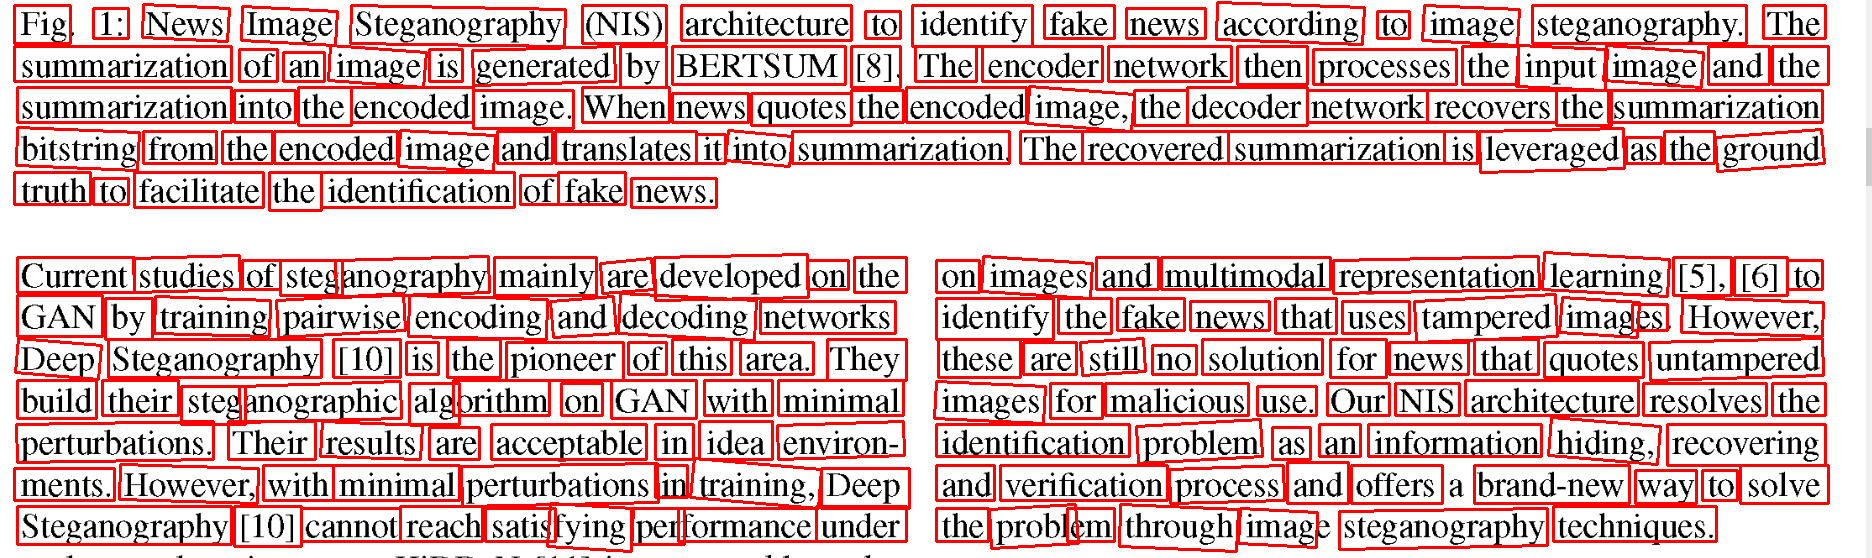 Fig. 1: News Image Steganography (NIS) architecture to identify fake news according to image steganography. The
summarization of an image is generated by BERTSUM [8]. The encoder network then processes the input image and the
summarization into the encoded image. When news quotes the encoded image, the decoder network recovers the summarization
bitstring from the encoded image and translates it into summarization. The recovered summarization is leveraged as the ground
truth to facilitate the identification of fake news.
Current studies of steganography mainly are developed on the
GAN by training pairwise encoding and decoding networks
Deep Steganography [10] is the pioneer of this area. They
build their steganographic algorithm on GAN with minimal
perturbations. Their results are acceptable in idea environ-
ments. However, with minimal perturbations in training, Deep
Steganography [10] cannot reach satisfying performance under
on images and multimodal representation learning [5], [6] to
identify the fake news that uses tampered images. However,
these are still no solution for news that quotes untampered
images for malicious use. Our NIS architecture resolves the
identification problem as an information hiding, recovering
and verification process and offers a brand-new way to solve
the problem through image steganography techniques.